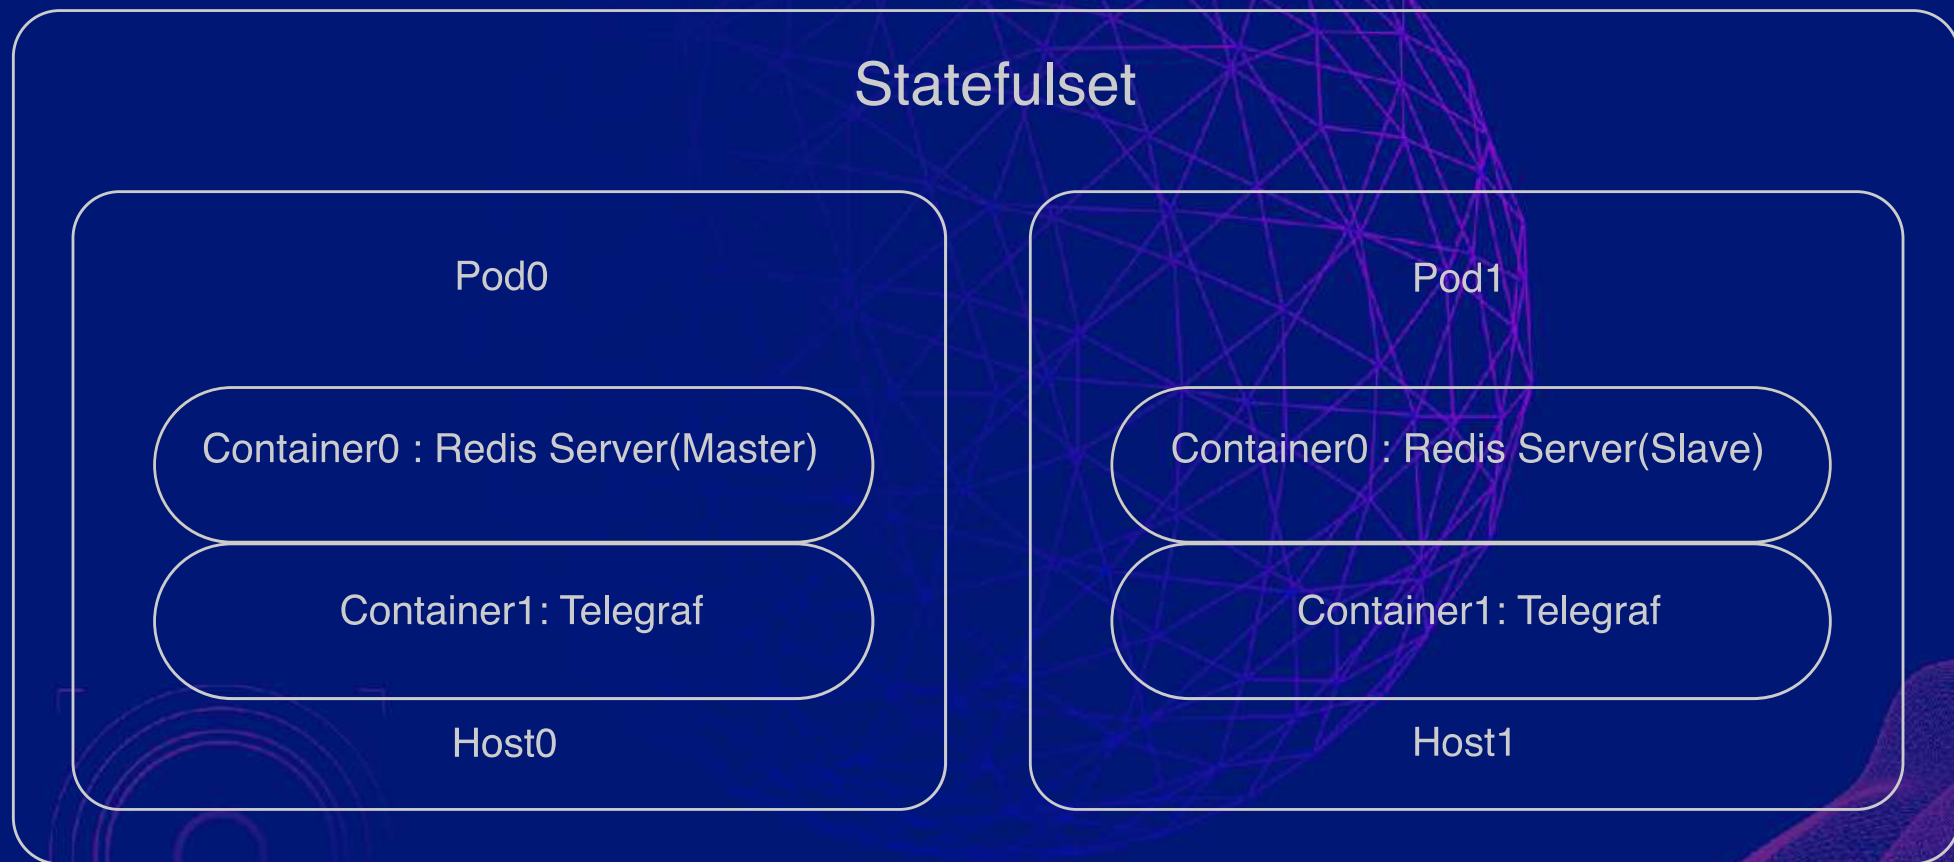 Statefulset
Pod0
Container0 : Redis Server(Master)
Container1: Telegraf
Host0
Pod1
Container0 : Redis Server(Slave)
Container1: Telegraf
Host1